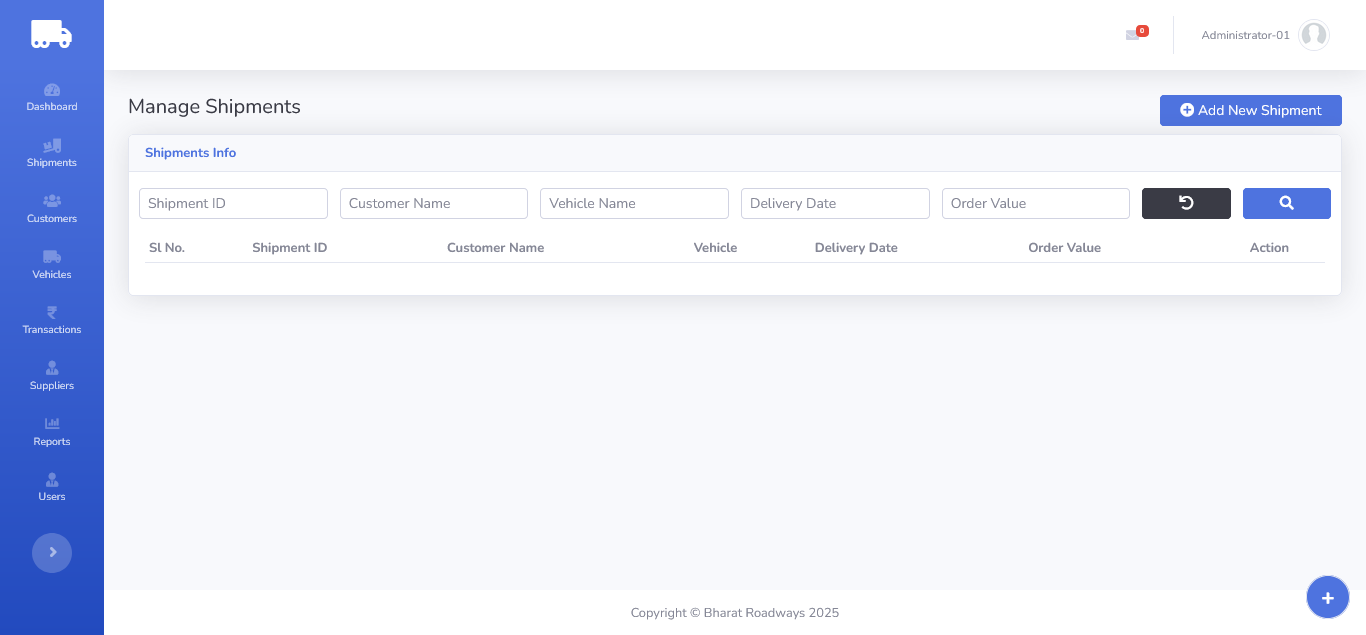 0
Administrator-01
Dashboard
Shipments
Customers
Vehicles
Transactions
Suppliers
Reports
Users
Manage Shipments
Add New Shipment
Shipments Info
Shipment ID Customer Name Vehicle Name Delivery Date Order Value
Sl No. Shipment ID Customer Name Vehicle Delivery Date Order Value Action
Copyright © Bharat Roadways 2025